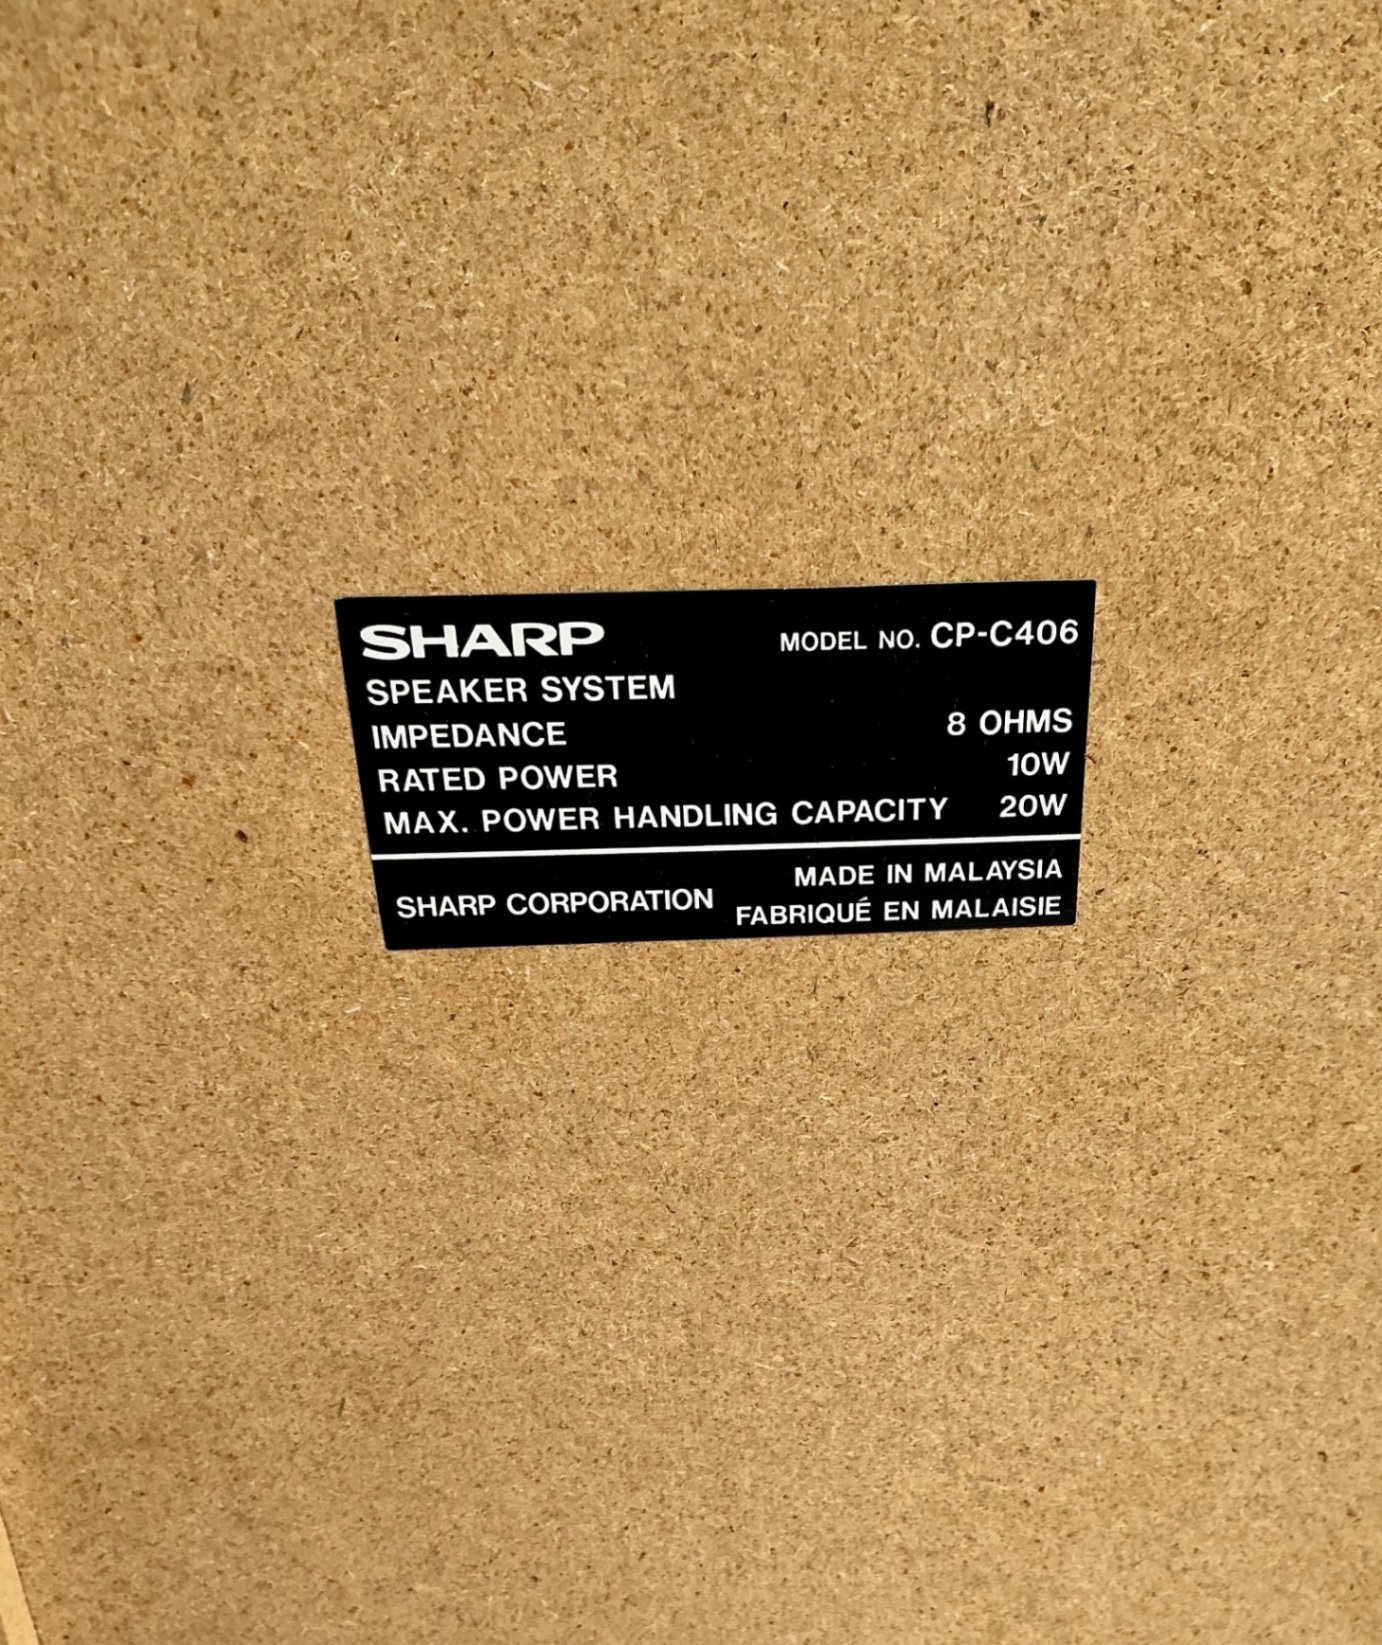 SHARP MODEL NO. CP-C406
SPEAKER SYSTEM
IMPEDANCE 8 OHMS
RATED POWER 10W
MAX. POWER HANDLING CAPACITY 20W
SHARP CORPORATION MADE IN MALAYSIA
FABRIQUÉ EN MALAISIE